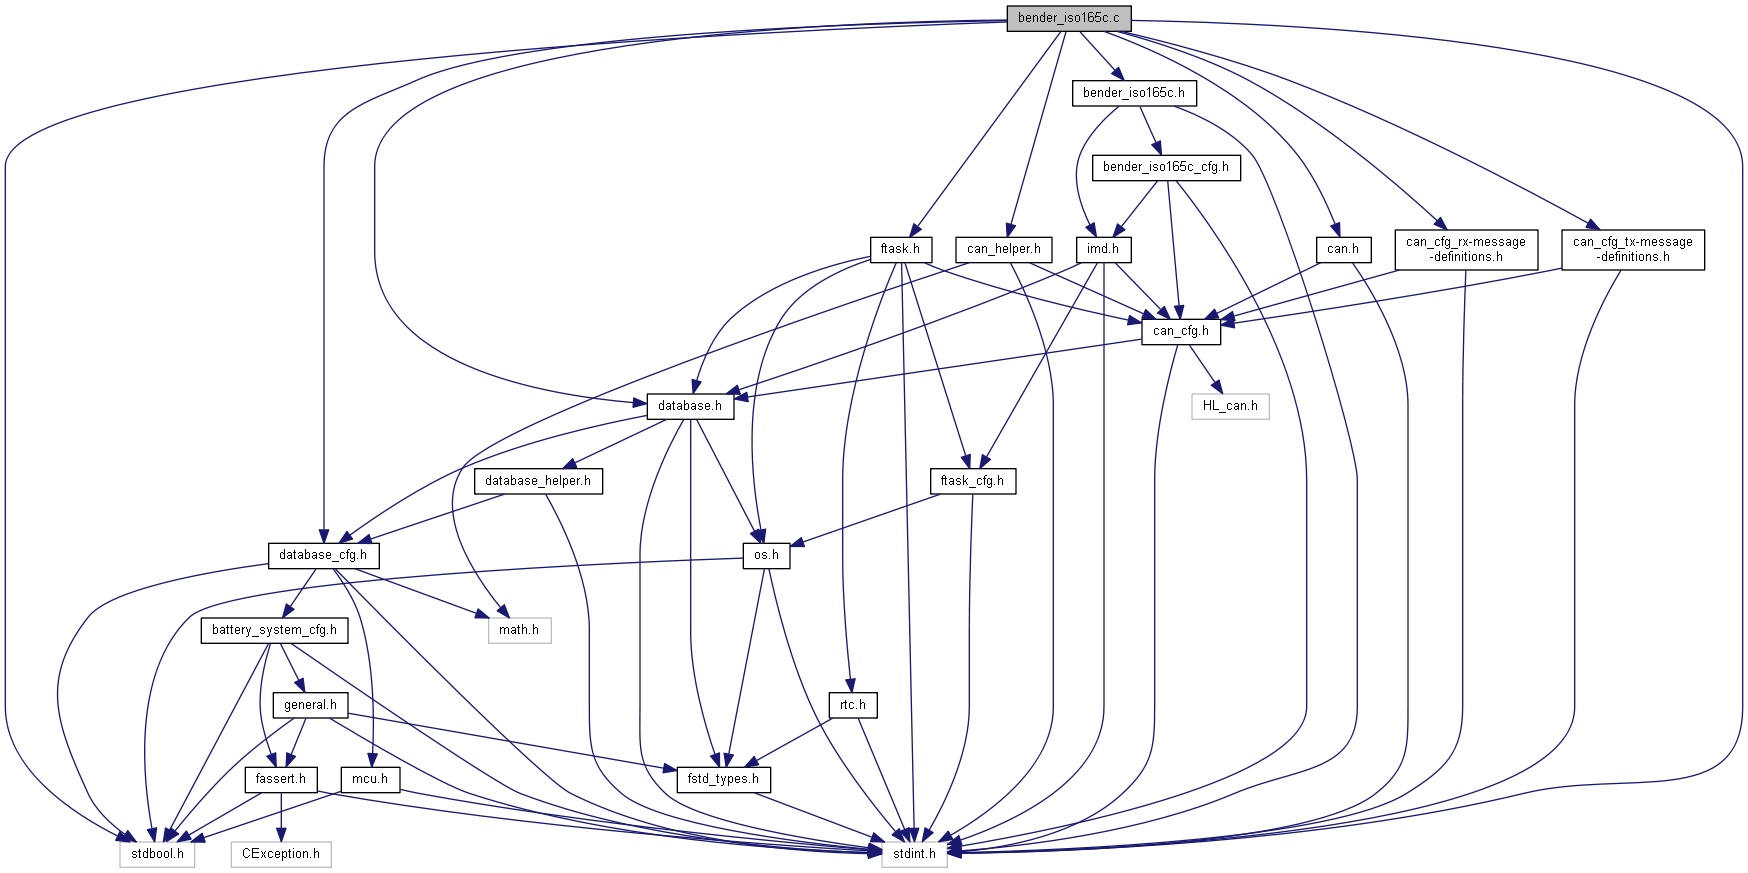 bender_iso165c.c
bender_iso165c.h
bender_iso165c_cfg.h
ftask.h
can_helper.h
imd.h
can.h
can_cfg_rx-message
-definitions.h
can_cfg_tx-message
-definitions.h
can_cfg.h
database.h
HL_can.h
database_helper.h
ftask_cfg.h
database_cfg.h
os.h
battery_system_cfg.h
math.h
general.h
rtc.h
fassert.h
mcu.h
fstd_types.h
stdbool.h
CException.h
stdint.h